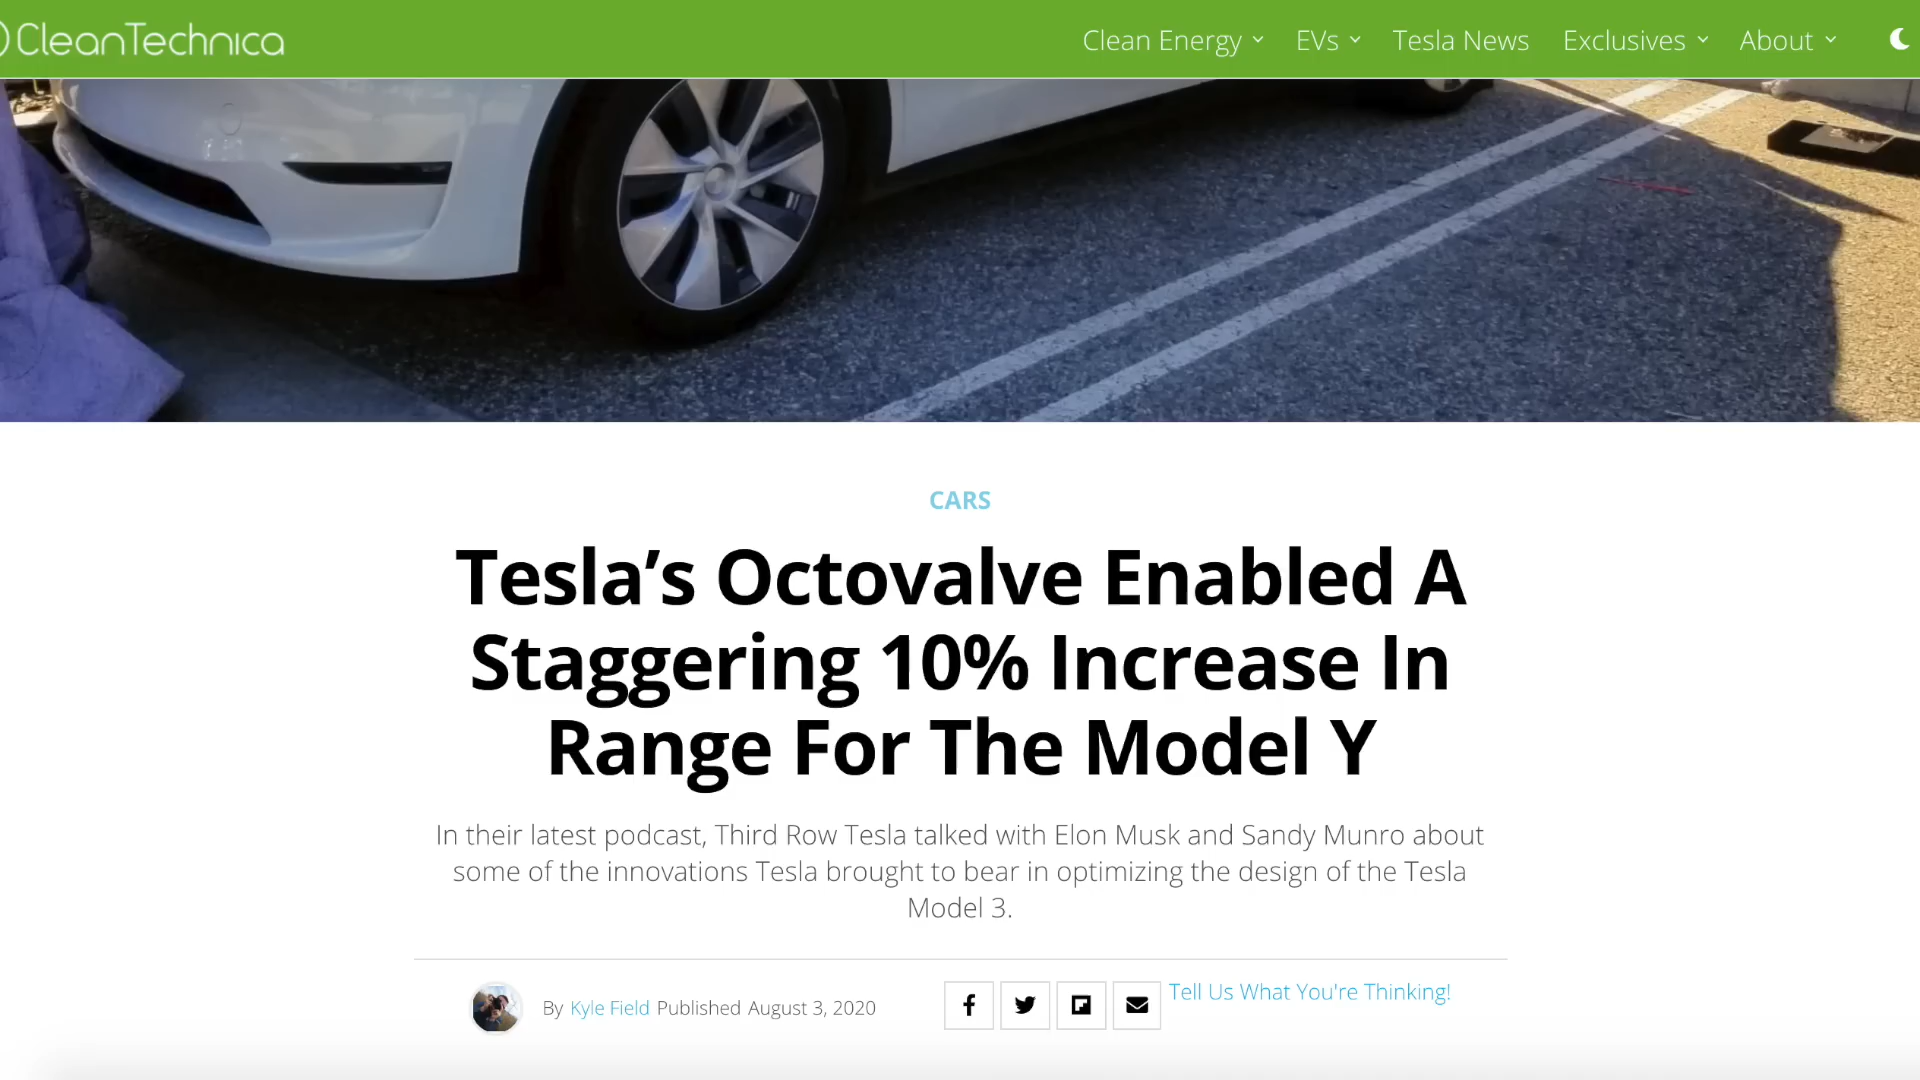 CleanTechnica
Clean Energy EVs Tesla News Exclusives About
CARS
Tesla’s Octovalve Enabled A
Staggering 10% Increase In
Range For The Model Y
In their latest podcast, Third Row Tesla talked with Elon Musk and Sandy Munro about
some of the innovations Tesla brought to bear in optimizing the design of the Tesla
Model 3.
By Kyle Field Published August 3, 2020
Tell Us What You're Thinking!